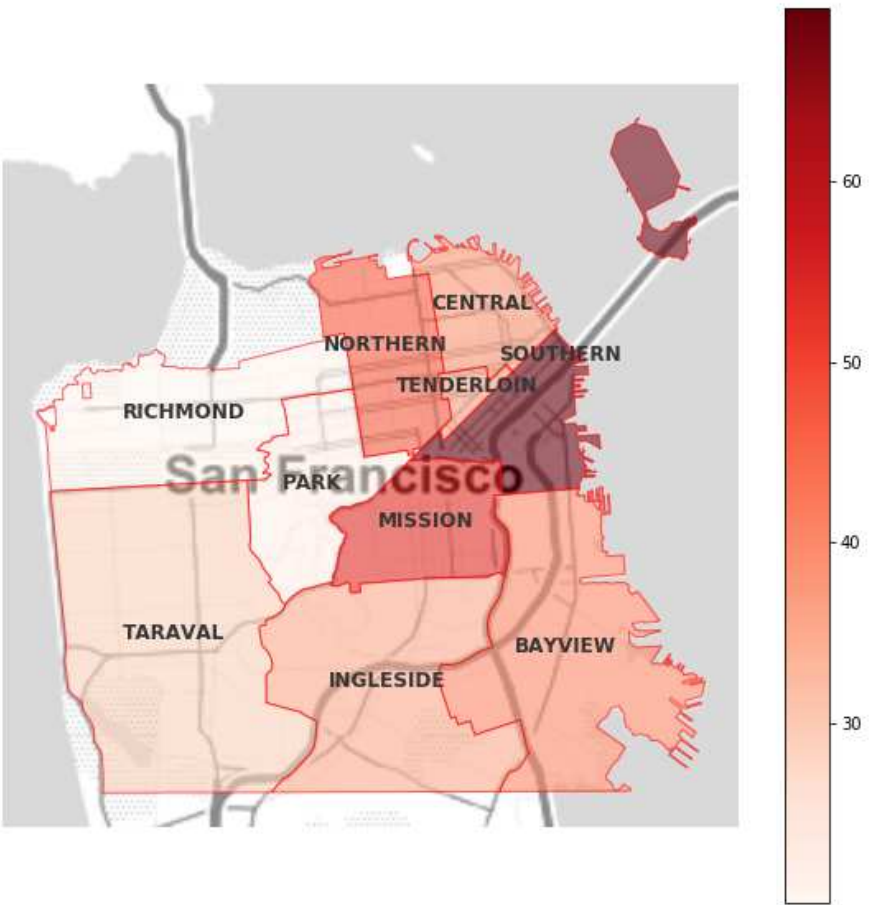 60
CENTRAL
NORTHERN
SOUTHERN
50
TENDERLOIN
RICHMOND
San Francisco
PARK
MISSION
40
TARAVAL
BAYVIEW
INGLESIDE
30